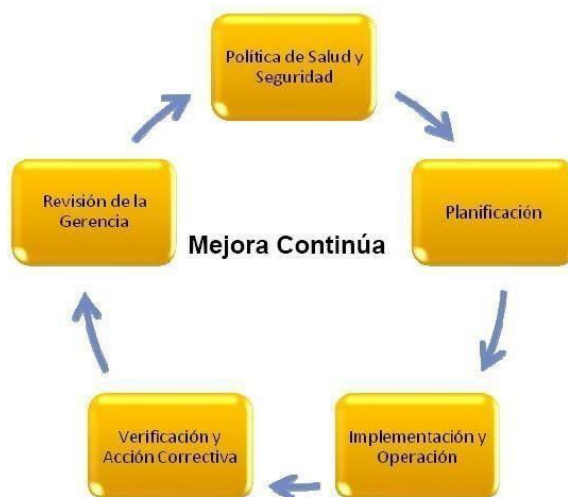 Política de Salud y
Seguridad
Planificación
Implementación y
Operación
Verificación y
Acción Correctiva
Revisión de la
Gerencia
Mejora Continúa